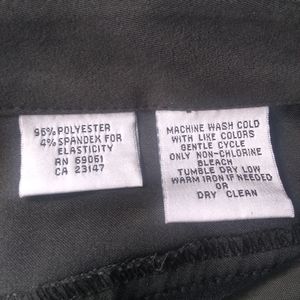 96% POLYESTER
4% SPANDEX FOR
ELASTICITY
RN 69061
CA 23147
MACHINE WASH COLD
WITH LIKE COLORS
GENTLE CYCLE
ONLY NON-CHLORINE
BLEACH
TUMBLE DRY LOW
WARM IRON IF NEEDED
OR
DRY CLEAN